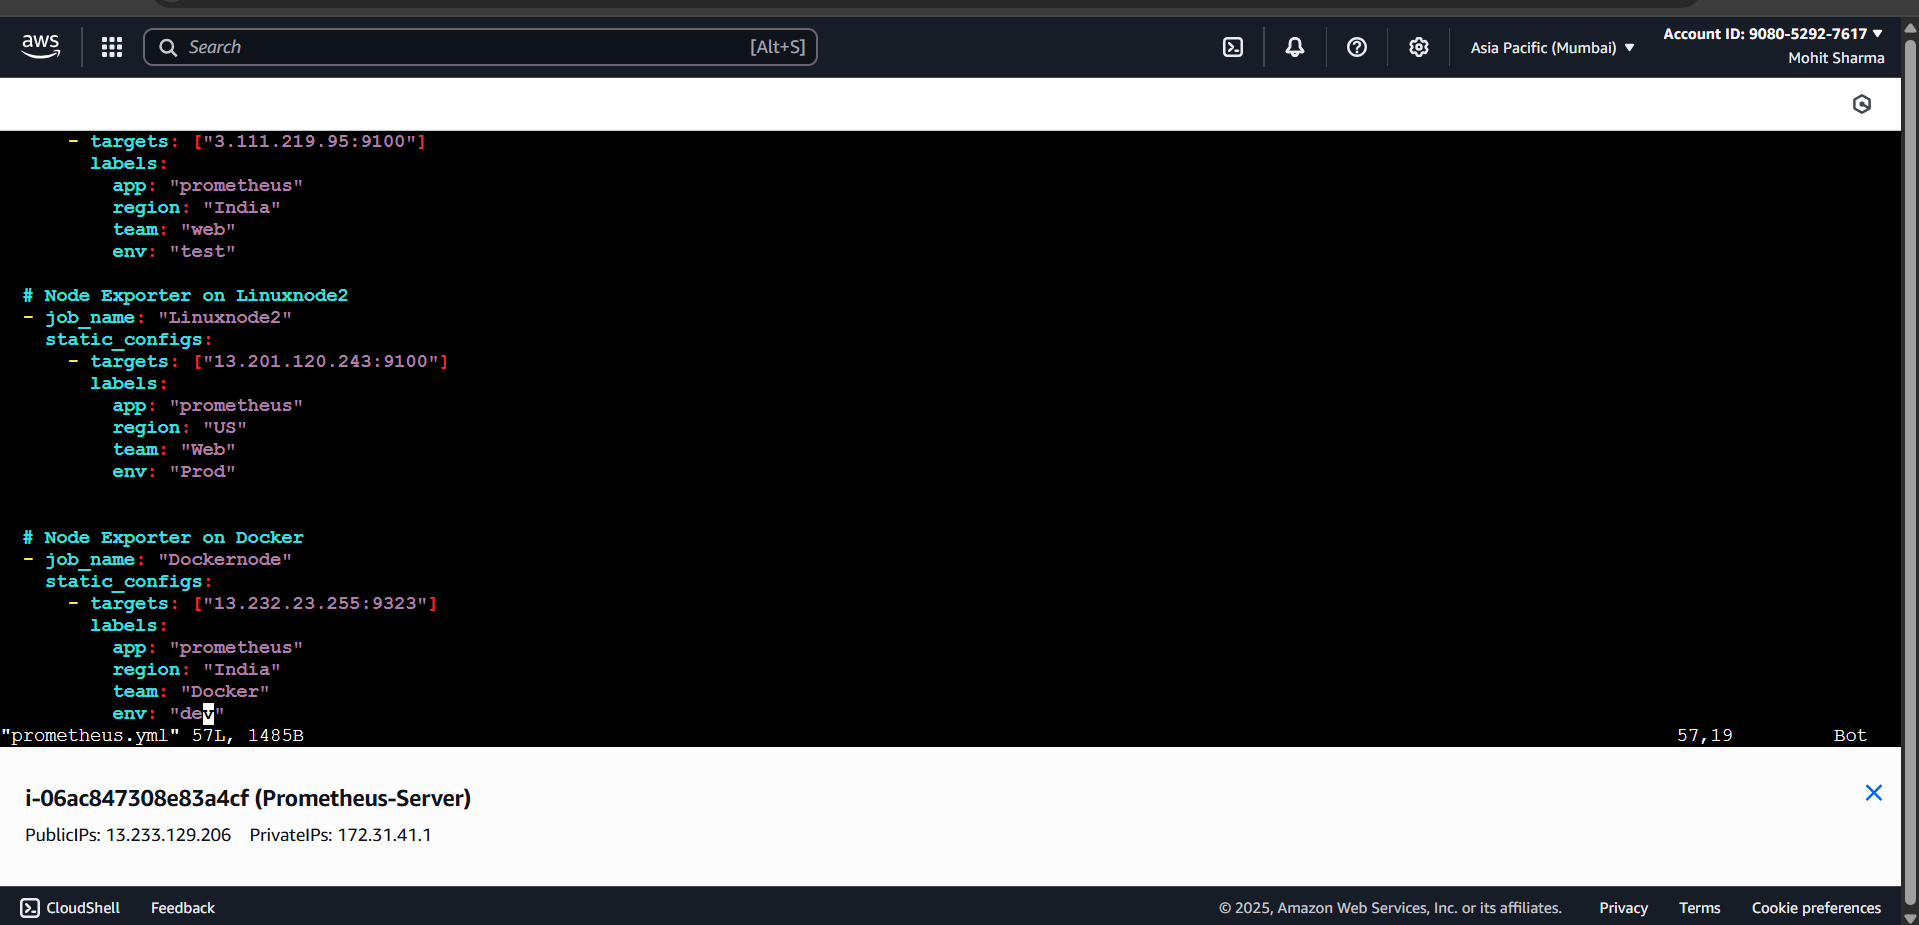 aws
Search [Alt+S]
Asia Pacific (Mumbai) ▼
Account ID: 9080-5292-7617 ▼
Mohit Sharma
      - targets: ["3.111.219.95:9100"]
        labels:
          app: "prometheus"
          region: "India"
          team: "web"
          env: "test"
  # Node Exporter on Linuxnode2
  - job_name: "Linuxnode2"
    static_configs:
      - targets: ["13.201.120.243:9100"]
        labels:
          app: "prometheus"
          region: "US"
          team: "Web"
          env: "Prod"
  # Node Exporter on Docker
  - job_name: "Dockernode"
    static_configs:
      - targets: ["13.232.23.255:9323"]
        labels:
          app: "prometheus"
          region: "India"
          team: "Docker"
          env: "dev"
"prometheus.yml" 57L, 1485B 57,19 Bot
i-06ac847308e83a4cf (Prometheus-Server)
PublicIPs: 13.233.129.206 PrivateIPs: 172.31.41.1
CloudShell Feedback © 2025, Amazon Web Services, Inc. or its affiliates. Privacy Terms Cookie preferences